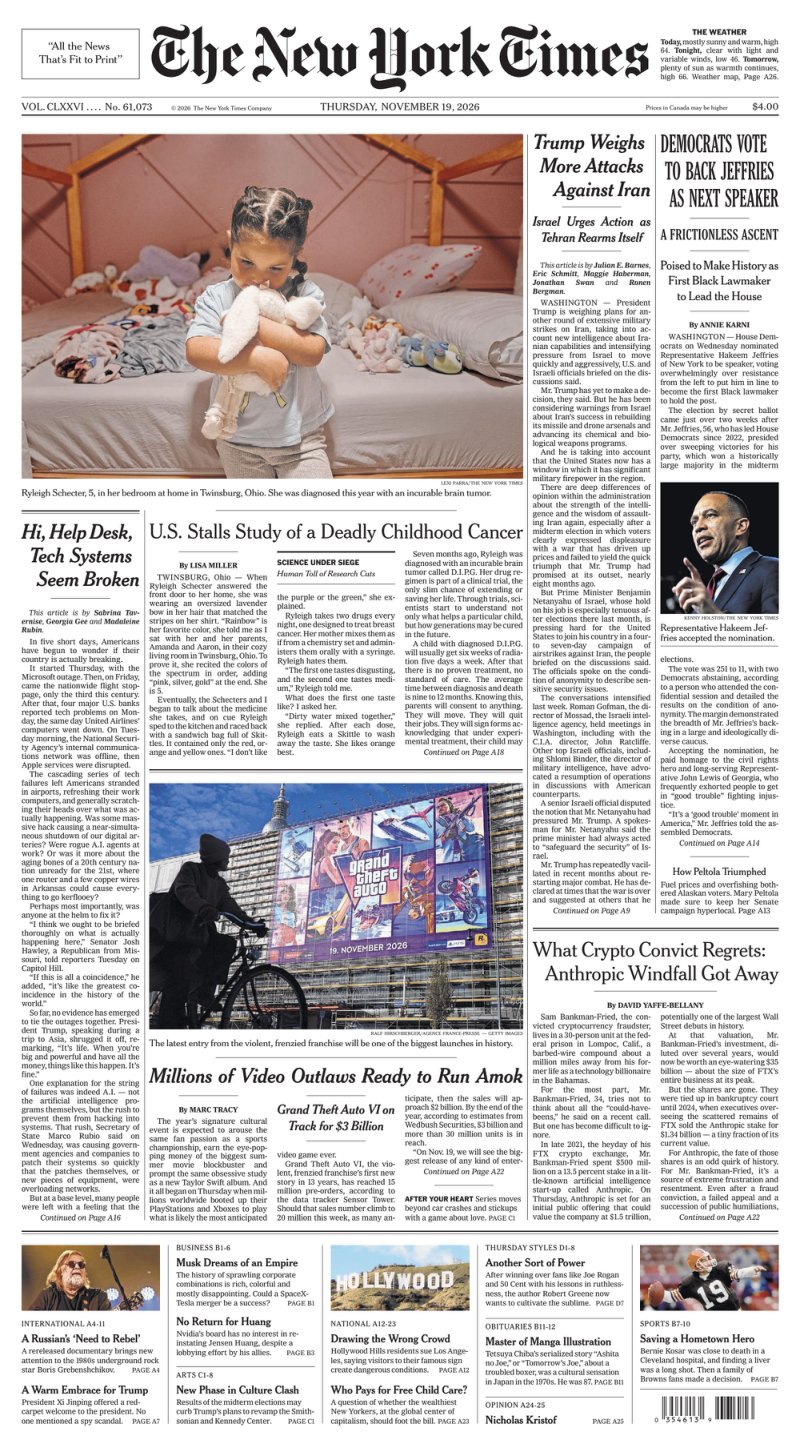 "All the News
That's Fit to Print"
The New York Times
THE WEATHER
Today, mostly sunny and warm, high
64. Tonight, clear with light and
variable winds, low 46. Tomorrow,
plenty of sun as warmth continues,
high 66. Weather map, Page A26.
VOL. CLXXVI .... No. 61,073
© 2026 The New York Times Company
THURSDAY, NOVEMBER 19, 2026
Prices in Canada may be higher
$4.00
LEXI PARRA/THE NEW YORK TIMES
Ryleigh Schecter, 5, in her bedroom at home in Twinsburg, Ohio. She was diagnosed this year with an incurable brain tumor.
Trump Weighs
More Attacks
Against Iran
Israel Urges Action as
Tehran Rearms Itself
This article is by Julian E. Barnes,
Eric Schmitt, Maggie Haberman,
Jonathan Swan and Ronen
Bergman.
WASHINGTON — President
Trump is weighing plans for an-
other round of extensive military
strikes on Iran, taking into ac-
count new intelligence about Ira-
nian capabilities and intensifying
pressure from Israel to move
quickly and aggressively, U.S. and
Israeli officials briefed on the dis-
cussions said.
Mr. Trump has yet to make a de-
cision, they said. But he has been
considering warnings from Israel
about Iran's success in rebuilding
its missile and drone arsenals and
advancing its chemical and bio-
logical weapons programs.
And he is taking into account
that the United States now has a
window in which it has significant
military firepower in the region.
There are deep differences of
opinion within the administration
about the strength of the intelli-
gence and the wisdom of assault-
ing Iran again, especially after a
midterm election in which voters
clearly expressed displeasure
with a war that has driven up
prices and failed to yield the quick
triumph that Mr. Trump had
promised at its outset, nearly
eight months ago.
But Prime Minister Benjamin
Netanyahu of Israel, whose hold
on his job is especially tenuous af-
ter elections there last month, is
pressing hard for the United
States to join his country in a four-
to seven-day campaign of
airstrikes against Iran, the people
briefed on the discussions said.
The officials spoke on the condi-
tion of anonymity to describe sen-
sitive security issues.
The conversations intensified
last week. Roman Gofman, the di-
rector of Mossad, the Israeli intel-
ligence agency, held meetings in
Washington, including with the
C.I.A. director, John Ratcliffe.
Other top Israeli officials, includ-
ing Shlomi Binder, the director of
military intelligence, have advo-
cated a resumption of operations
in discussions with American
counterparts.
A senior Israeli official disputed
the notion that Mr. Netanyahu had
pressured Mr. Trump. A spokes-
man for Mr. Netanyahu said the
prime minister had always acted
to "safeguard the security" of Is-
rael.
Mr. Trump has repeatedly vacil-
lated in recent months about re-
starting major combat. He has de-
clared at times that the war is over
and suggested at others that he
Continued on Page A9
DEMOCRATS VOTE
TO BACK JEFFRIES
AS NEXT SPEAKER
A FRICTIONLESS ASCENT
Poised to Make History as
First Black Lawmaker
to Lead the House
By ANNIE KARNI
WASHINGTON — House Dem-
ocrats on Wednesday nominated
Representative Hakeem Jeffries
of New York to be speaker, voting
overwhelmingly over resistance
from the left to put him in line to
become the first Black lawmaker
to hold the post.
The election by secret ballot
came just over two weeks after
Mr. Jeffries, 56, who has led House
Democrats since 2022, presided
over sweeping victories for his
party, which won a historically
large majority in the midterm
KENNY HOLSTON/THE NEW YORK TIMES
Representative Hakeem Jef-
fries accepted the nomination.
elections.
The vote was 251 to 11, with two
Democrats abstaining, according
to a person who attended the con-
fidential session and detailed the
results on the condition of ano-
nymity. The margin demonstrated
the breadth of Mr. Jeffries's back-
ing in a large and ideologically di-
verse caucus.
Accepting the nomination, he
paid homage to the civil rights
hero and long-serving Represent-
ative John Lewis of Georgia, who
frequently exhorted people to get
in "good trouble" fighting injus-
tice.
"It's a 'good trouble' moment in
America," Mr. Jeffries told the as-
sembled Democrats.
Continued on Page A14
How Peltola Triumphed
Fuel prices and overfishing both-
ered Alaskan voters. Mary Peltola
made sure to keep her Senate
campaign hyperlocal. Page A13
Hi, Help Desk,
Tech Systems
Seem Broken
This article is by Sabrina Tav-
ernise, Georgia Gee and Madaleine
Rubin.
In five short days, Americans
have begun to wonder if their
country is actually breaking.
It started Thursday, with the
Microsoft outage. Then, on Friday,
came the nationwide flight stop-
page, only the third this century.
After that, four major U.S. banks
reported tech problems on Mon-
day, the same day United Airlines'
computers went down. On Tues-
day morning, the National Securi-
ty Agency's internal communica-
tions network was offline, then
Apple services were disrupted.
The cascading series of tech
failures left Americans stranded
in airports, refreshing their work
computers, and generally scratch-
ing their heads over what was ac-
tually happening. Was some mas-
sive hack causing a near-simulta-
neous shutdown of our digital ar-
teries? Were rogue A.I. agents at
work? Or was it more about the
aging bones of a 20th century na-
tion unready for the 21st, where
one router and a few copper wires
in Arkansas could cause every-
thing to go kerflooey?
Perhaps most importantly, was
anyone at the helm to fix it?
"I think we ought to be briefed
thoroughly on what is actually
happening here," Senator Josh
Hawley, a Republican from Mis-
souri, told reporters Tuesday on
Capitol Hill.
"If this is all a coincidence," he
added, "it's like the greatest co-
incidence in the history of the
world."
So far, no evidence has emerged
to tie the outages together. Presi-
dent Trump, speaking during a
trip to Asia, shrugged it off, re-
marking, "It's life. When you're
big and powerful and have all the
money, things like this happen. It's
fine."
One explanation for the string
of failures was indeed A.I. — not
the artificial intelligence pro-
grams themselves, but the rush to
prevent them from hacking into
systems. That rush, Secretary of
State Marco Rubio said on
Wednesday, was causing govern-
ment agencies and companies to
patch their systems so quickly
that the patches themselves, or
new pieces of equipment, were
overloading networks.
But at a base level, many people
were left with a feeling that the
Continued on Page A16
U.S. Stalls Study of a Deadly Childhood Cancer
By LISA MILLER
TWINSBURG, Ohio — When
Ryleigh Schecter answered the
front door to her home, she was
wearing an oversized lavender
bow in her hair that matched the
stripes on her shirt. "Rainbow" is
her favorite color, she told me as I
sat with her and her parents,
Amanda and Aaron, in their cozy
living room in Twinsburg, Ohio. To
prove it, she recited the colors of
the spectrum in order, adding
"pink, silver, gold" at the end. She
is 5.
Eventually, the Schecters and I
began to talk about the medicine
she takes, and on cue Ryleigh
sped to the kitchen and raced back
with a sandwich bag full of Skit-
tles. It contained only the red, or-
ange and yellow ones. "I don't like
SCIENCE UNDER SIEGE
Human Toll of Research Cuts
the purple or the green," she ex-
plained.
Ryleigh takes two drugs every
night, one designed to treat breast
cancer. Her mother mixes them as
if from a chemistry set and admin-
isters them orally with a syringe.
Ryleigh hates them.
"The first one tastes disgusting,
and the second one tastes medi-
um," Ryleigh told me.
What does the first one taste
like? I asked her.
"Dirty water mixed together,"
she replied. After each dose,
Ryleigh eats a Skittle to wash
away the taste. She likes orange
best.
Seven months ago, Ryleigh was
diagnosed with an incurable brain
tumor called D.I.P.G. Her drug re-
gimen is part of a clinical trial, the
only slim chance of extending or
saving her life. Through trials, sci-
entists start to understand not
only what helps a particular child,
but how generations may be cured
in the future.
A child with diagnosed D.I.P.G.
will usually get six weeks of radia-
tion five days a week. After that
there is no proven treatment, no
standard of care. The average
time between diagnosis and death
is nine to 12 months. Knowing this,
parents will consent to anything.
They will move. They will quit
their jobs. They will sign forms ac-
knowledging that under experi-
mental treatment, their child may
Continued on Page A18
grand
theft
auto
VI
19. NOVEMBER 2026
RALF HIRSCHBERGER/AGENCE FRANCE-PRESSE — GETTY IMAGES
The latest entry from the violent, frenzied franchise will be one of the biggest launches in history.
Millions of Video Outlaws Ready to Run Amok
By MARC TRACY
The year's signature cultural
event is expected to arouse the
same fan passion as a sports
championship, earn the eye-pop-
ping money of the biggest sum-
mer movie blockbuster and
prompt the same obsessive study
as a new Taylor Swift album. And
it all began on Thursday when mil-
lions worldwide booted up their
PlayStations and Xboxes to play
what is likely the most anticipated
Grand Theft Auto VI on
Track for $3 Billion
video game ever.
Grand Theft Auto VI, the vio-
lently frenzied franchise's first new
story in 13 years, has reached 15
million pre-orders, according to
the data tracker Sensor Tower.
Should that sales number climb to
20 million this week, as many an-
ticipate, then the sales will ap-
proach $2 billion. By the end of the
year, according to estimates from
Wedbush Securities, $3 billion and
more than 30 million units is in
reach.
"On Nov. 19, we will see the big-
gest release of any kind of enter-
Continued on Page A22
AFTER YOUR HEART Series moves
beyond car crashes and stickups
with a game about love. PAGE C1
What Crypto Convict Regrets:
Anthropic Windfall Got Away
By DAVID YAFFE-BELLANY
Sam Bankman-Fried, the con-
victed cryptocurrency fraudster,
lives in a 30-person unit at the fed-
eral prison in Lompoc, Calif., a
barbed-wire compound about a
million miles away from his for-
mer life as a technology billionaire
in the Bahamas.
For the most part, Mr.
Bankman-Fried, 34, tries not to
think about all the "could-have-
beens," he said on a recent call.
But one has become difficult to ig-
nore.
In late 2021, the heyday of his
FTX crypto exchange, Mr.
Bankman-Fried spent $500 mil-
lion on a 13.5 percent stake in a lit-
tle-known artificial intelligence
start-up called Anthropic. On
Thursday, Anthropic is set for an
initial public offering that could
value the company at $1.5 trillion,
potentially one of the largest Wall
Street debuts in history.
At that valuation, Mr.
Bankman-Fried's investment, di-
luted over several years, would
now be worth an eye-watering $35
billion — about the size of FTX's
entire business at its peak.
But the shares are gone. They
were tied up in bankruptcy court
until 2024, when executives over-
seeing the scattered remains of
FTX sold the Anthropic stake for
$1.34 billion — a tiny fraction of its
current value.
For Anthropic, the fate of those
shares is an odd quirk of history.
For Mr. Bankman-Fried, it's a
source of extreme frustration and
resentment. Even after a fraud
conviction, a failed appeal and a
succession of public humiliations,
Continued on Page A22
INTERNATIONAL A4-11
A Russian's 'Need to Rebel'
A rereleased documentary brings new
attention to the 1980s underground rock
star Boris Grebenshchikov. PAGE A4
A Warm Embrace for Trump
President Xi Jinping offered a red-
carpet welcome to the president. No
one mentioned a spy scandal. PAGE A7
BUSINESS B1-6
Musk Dreams of an Empire
The history of sprawling corporate
combinations is rich, colorful and
mostly disappointing. Could a SpaceX-
Tesla merger be a success? PAGE B1
No Return for Huang
Nvidia's board has no interest in re-
instating Jensen Huang, despite a
lobbying effort by his allies. PAGE B3
ARTS C1-8
New Phase in Culture Clash
Results of the midterm elections may
curb Trump's plans to revamp the Smith-
sonian and Kennedy Center. PAGE C1
HOLLYWOOD
NATIONAL A12-23
Drawing the Wrong Crowd
Hollywood Hills residents sue Los Ange-
les, saying visitors to their famous sign
create dangerous conditions. PAGE A12
Who Pays for Free Child Care?
A question of whether the wealthiest
New Yorkers, at the global center of
capitalism, should foot the bill. PAGE A23
THURSDAY STYLES D1-8
Another Sort of Power
After winning over fans like Joe Rogan
and 50 Cent with his lessons in ruthless-
ness, the author Robert Greene now
wants to cultivate the sublime. PAGE D7
OBITUARIES B11-12
Master of Manga Illustration
Tetsuya Chiba's serialized story "Ashita
no Joe," or "Tomorrow's Joe," about a
troubled boxer, was a cultural sensation
in Japan in the 1970s. He was 87. PAGE B11
OPINION A24-25
Nicholas Kristof PAGE A25
19
SPORTS B7-10
Saving a Hometown Hero
Bernie Kosar was close to death in a
Cleveland hospital, and finding a liver
was a long shot. Then a family of
Browns fans made a decision. PAGE B7
0 354613 9